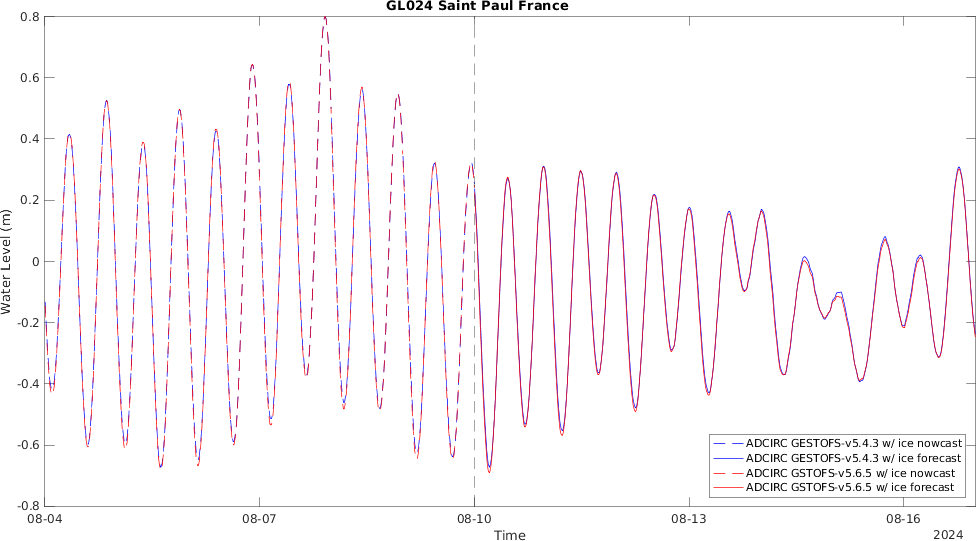 GL024 Saint Paul France
0.8
0.6
0.4
0.2
0
-0.2
-0.4
-0.6
-0.8
Water Level (m)
08-04 08-07 08-10 08-13 08-16
Time
2024
ADCIRC GESTOFS-v5.4.3 w/ ice nowcast
ADCIRC GESTOFS-v5.4.3 w/ ice forecast
ADCIRC GSTOFS-v5.6.5 w/ ice nowcast
ADCIRC GSTOFS-v5.6.5 w/ ice forecast